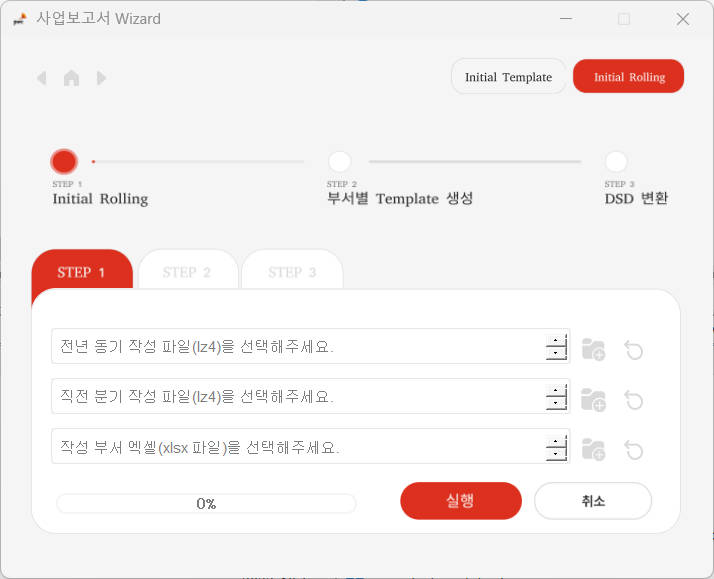 사업보고서 Wizard
Initial Template
Initial Rolling
STEP 1
Initial Rolling
STEP 2
부서별 Template 생성
STEP 3
DSD 변환
STEP 1
STEP 2
STEP 3
전년 동기 작성 파일(lz4)을 선택해주세요.
직전 분기 작성 파일(lz4)을 선택해주세요.
작성 부서 엑셀(xlsx 파일)을 선택해주세요.
0%
실행
취소